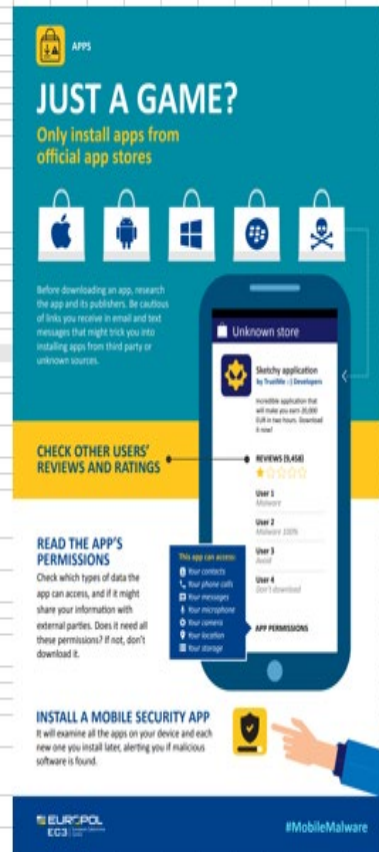 APPS
JUST A GAME?
Only install apps from
official app stores
Before downloading an app, research
the app and its publishers. Be cautious
of links you receive in email and text
messages that might trick you into
installing apps from third party or
unknown sources.
Unknown store
Sketchy application
by TrustMe :-) Developers
Incredible application that
will make you earn 20,000
EUR in two hours. Download
it now!
CHECK OTHER USERS'
REVIEWS AND RATINGS
REVIEWS (9,458)
User 1
Malware
User 2
Malware 100%
User 3
Avoid
User 4
Don't download
READ THE APP'S
PERMISSIONS
Check which types of data the
app can access, and if it might
share your information with
external parties. Does it need all
these permissions? If not, don't
download it.
This app can access:
Your contacts
Your phone calls
Your messages
Your microphone
Your camera
Your location
Your storage
APP PERMISSIONS
INSTALL A MOBILE SECURITY APP
It will examine all the apps on your device and each
new one you install later, alerting you if malicious
software is found.
EUROPOL
EC3
#MobileMalware